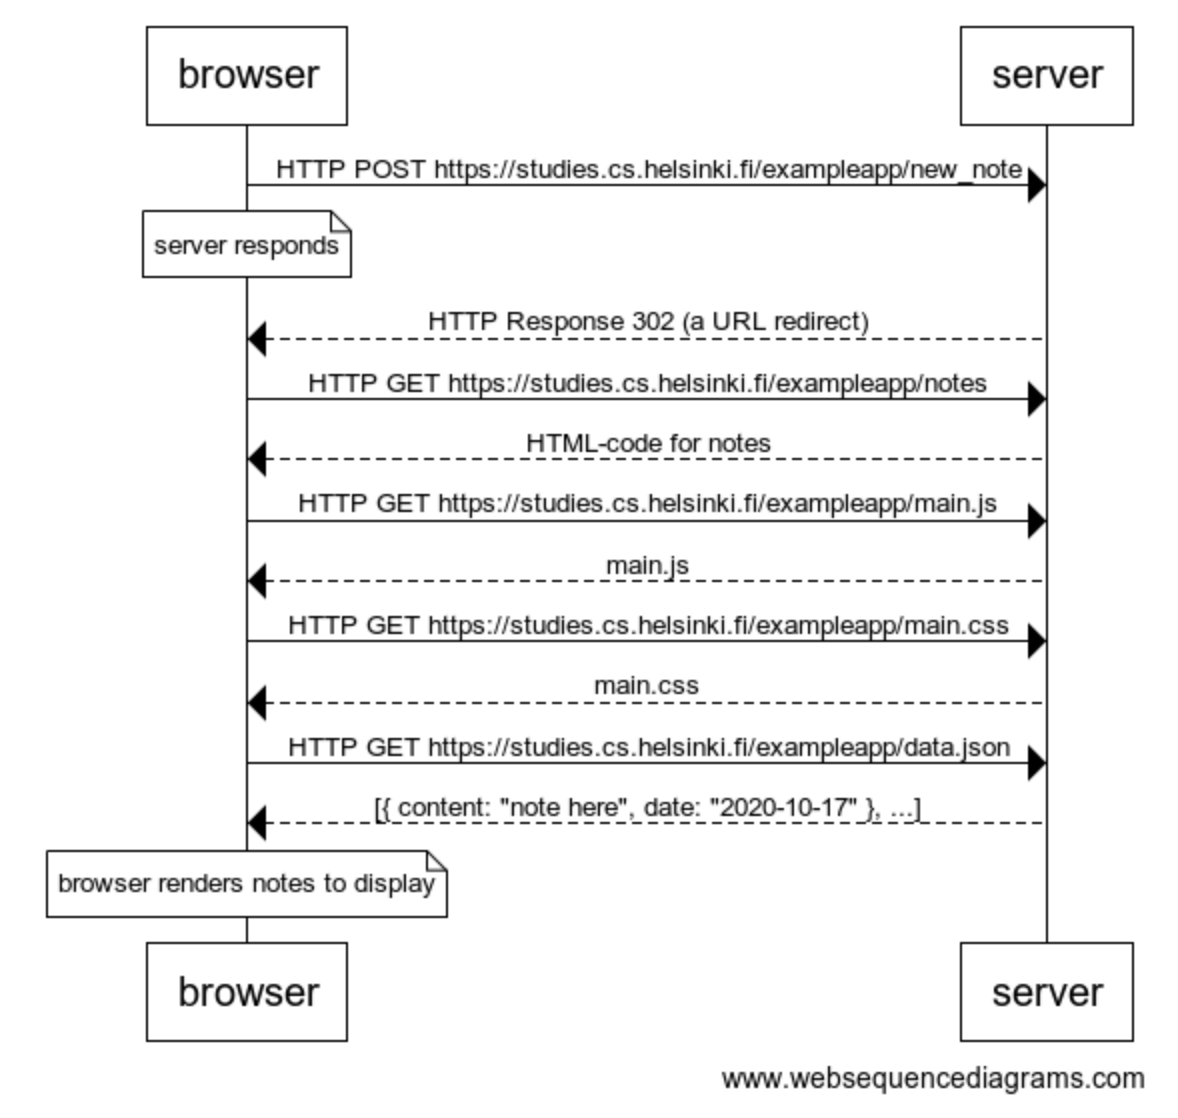 browser server
HTTP POST https://studies.cs.helsinki.fi/exampleapp/new_note
server responds
HTTP Response 302 (a URL redirect)
HTTP GET https://studies.cs.helsinki.fi/exampleapp/notes
HTML-code for notes
HTTP GET https://studies.cs.helsinki.fi/exampleapp/main.js
main.js
HTTP GET https://studies.cs.helsinki.fi/exampleapp/main.css
main.css
HTTP GET https://studies.cs.helsinki.fi/exampleapp/data.json
[{ content: "note here", date: "2020-10-17" }, ...]
browser renders notes to display
browser server
www.websequencediagrams.com